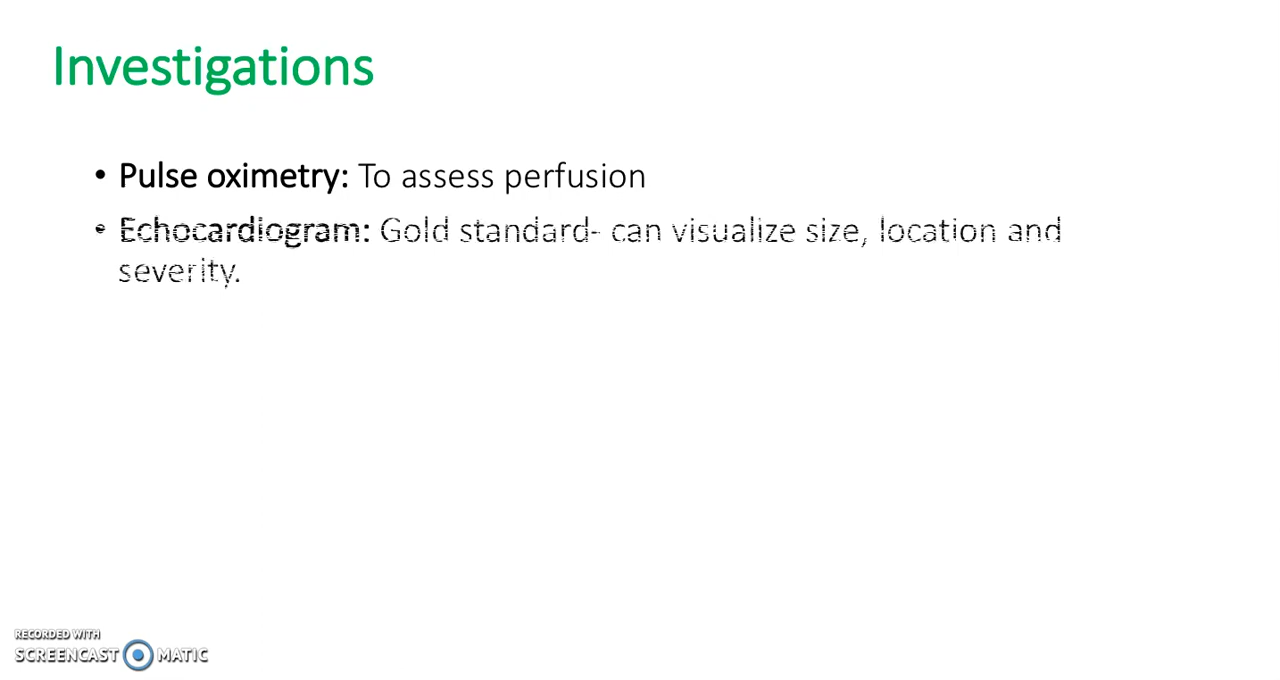 Investigations
• Pulse oximetry: To assess perfusion
• Echocardiogram: Gold standard- can visualize size, location and
severity.
RECORDED WITH
SCREENCAST MATIC